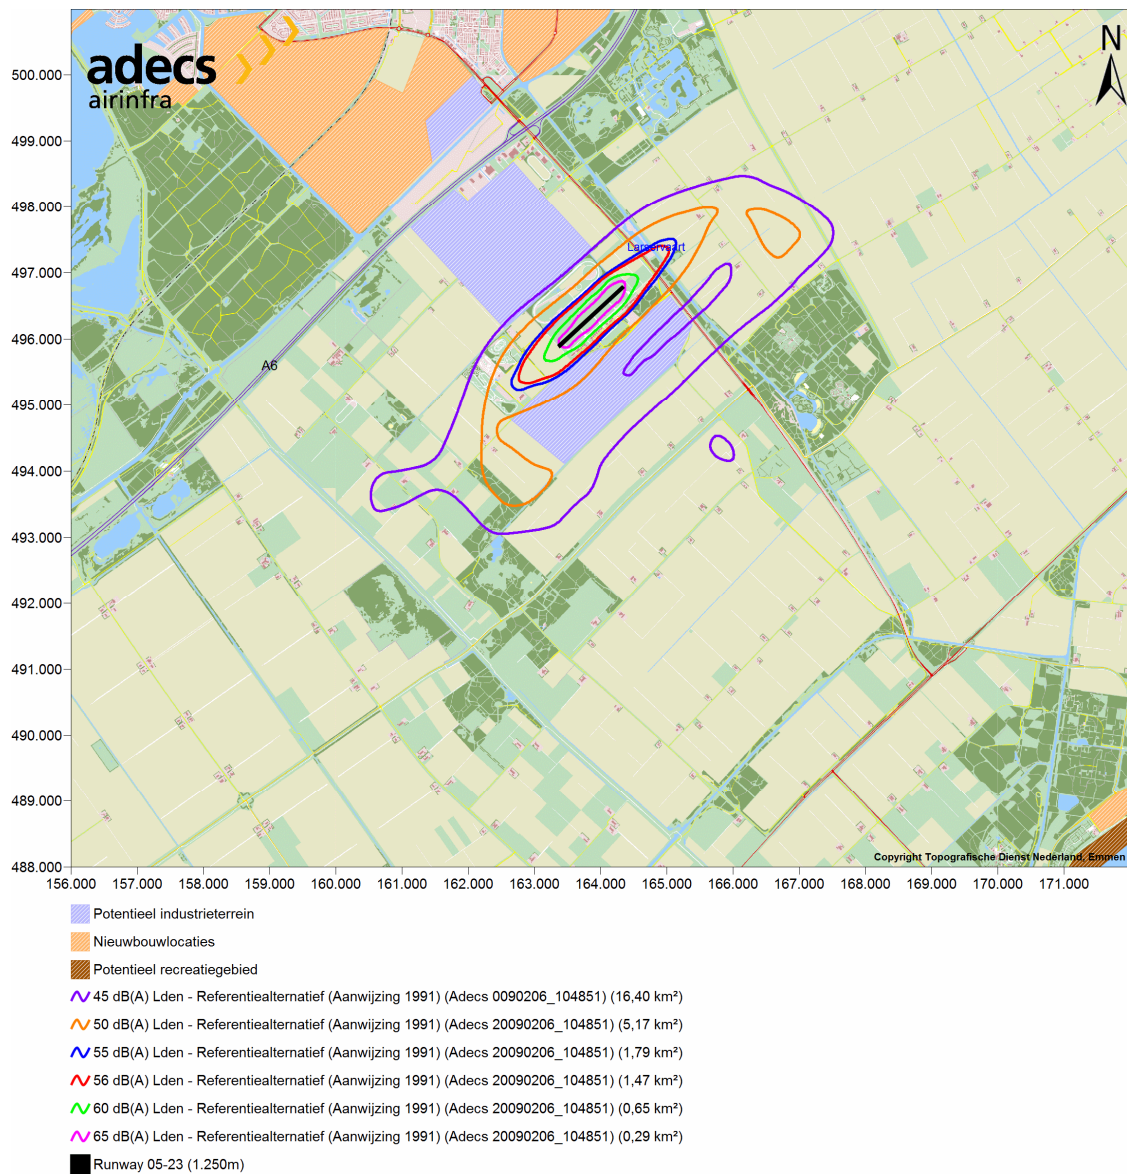 adecs
airinfra
N
500.000
499.000
498.000
497.000
496.000
495.000
494.000
493.000
492.000
491.000
490.000
489.000
488.000
Larservaart
A6
Copyright Topografische Dienst Nederland, Emmen
156.000 157.000 158.000 159.000 160.000 161.000 162.000 163.000 164.000 165.000 166.000 167.000 168.000 169.000 170.000 171.000
Potentieel industrieterrein
Nieuwbouwlocaties
Potentieel recreatiegebied
45 dB(A) Lden - Referentiealternatief (Aanwijzing 1991) (Adecs 0090206_104851) (16,40 km²)
50 dB(A) Lden - Referentiealternatief (Aanwijzing 1991) (Adecs 20090206_104851) (5,17 km²)
55 dB(A) Lden - Referentiealternatief (Aanwijzing 1991) (Adecs 20090206_104851) (1,79 km²)
56 dB(A) Lden - Referentiealternatief (Aanwijzing 1991) (Adecs 20090206_104851) (1,47 km²)
60 dB(A) Lden - Referentiealternatief (Aanwijzing 1991) (Adecs 20090206_104851) (0,65 km²)
65 dB(A) Lden - Referentiealternatief (Aanwijzing 1991) (Adecs 20090206_104851) (0,29 km²)
Runway 05-23 (1.250m)